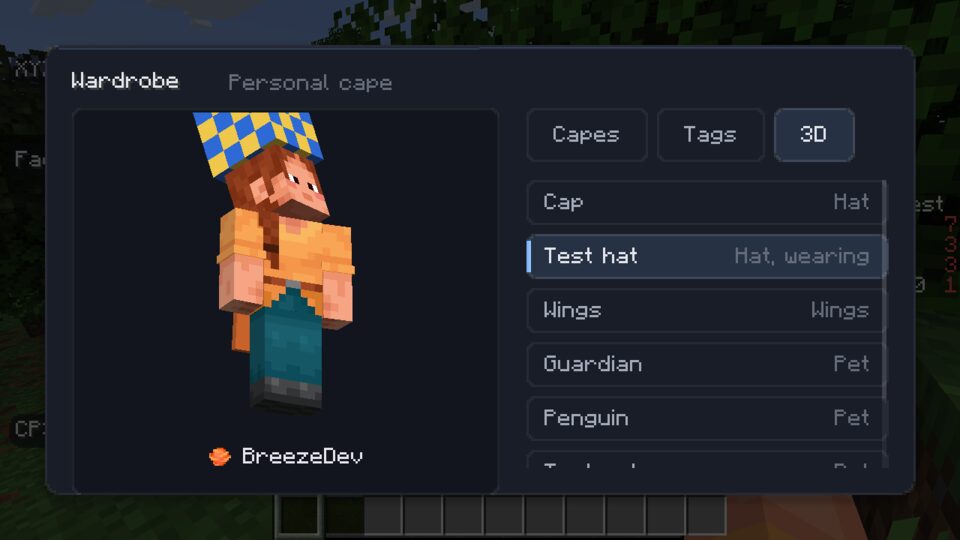 Wardrobe
Personal cape
Capes
Tags
3D
Cap
Hat
Test hat
Hat, wearing
Wings
Wings
Guardian
Pet
Penguin
Pet
BreezeDev